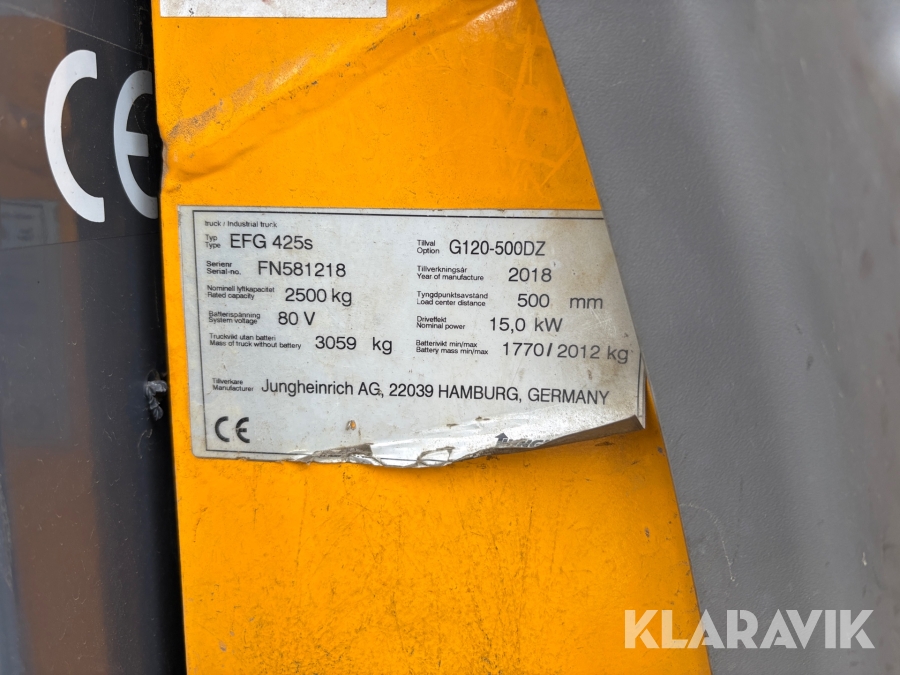 CE
truck / Industrial truck
Typ
Type EFG 425s
Tillval
Option G120-500DZ
Serienr
Serial-no. FN581218
Tillverkningsår
Year of manufacture 2018
Nominell lyftkapacitet
Rated capacity 2500 kg
Tyngdpunktsavstånd
Load center distance 500 mm
Batterispänning
System voltage 80 V
Driveffekt
Nominal power 15,0 kW
Truckvikt utan batteri
Mass of truck without battery 3059 kg
Batterivikt min/max
Battery mass min/max 1770/2012 kg
Tillverkare
Manufacturer Jungheinrich AG, 22039 HAMBURG, GERMANY
CE
KLARAVIK